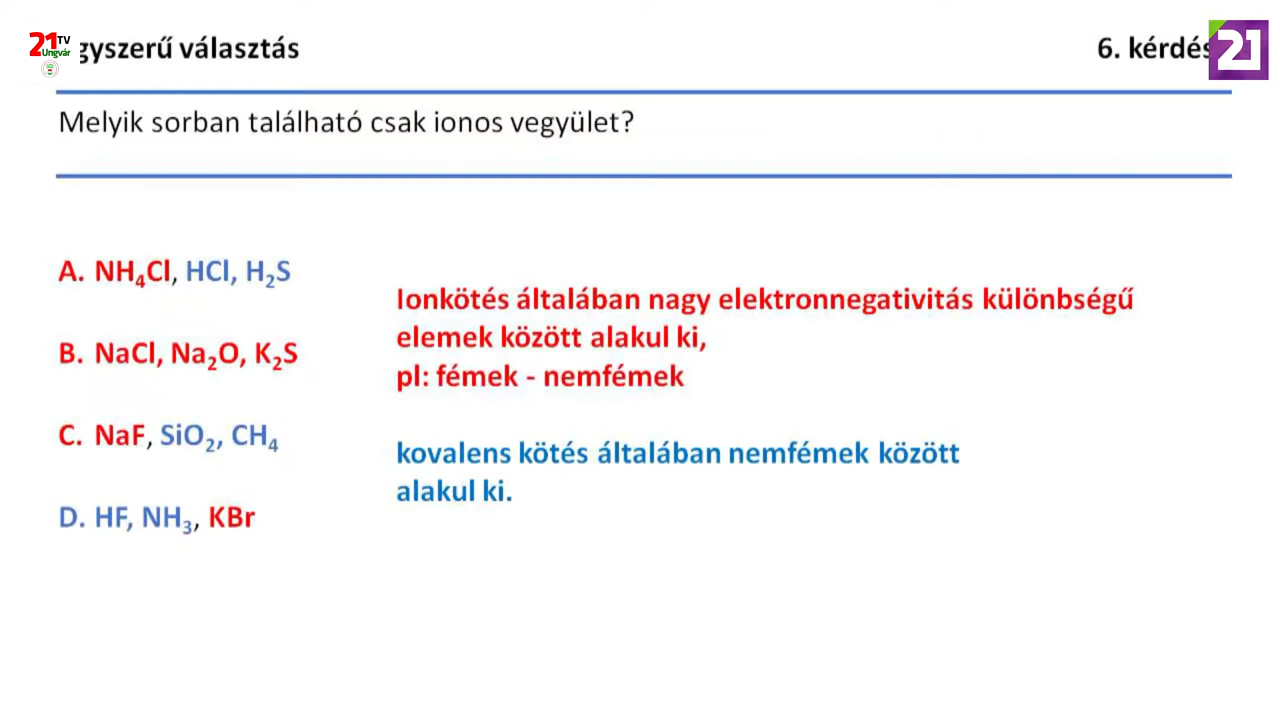 21 TV
Ungvár
gyszerű választás
6. kérdés
21
Melyik sorban található csak ionos vegyület?
A. NH₄Cl, HCl, H₂S
B. NaCl, Na₂O, K₂S
C. NaF, SiO₂, CH₄
D. HF, NH₃, KBr
Ionkötés általában nagy elektronnegativitás különbségű
elemek között alakul ki,
pl: fémek - nemfémek
kovalens kötés általában nemfémek között
alakul ki.